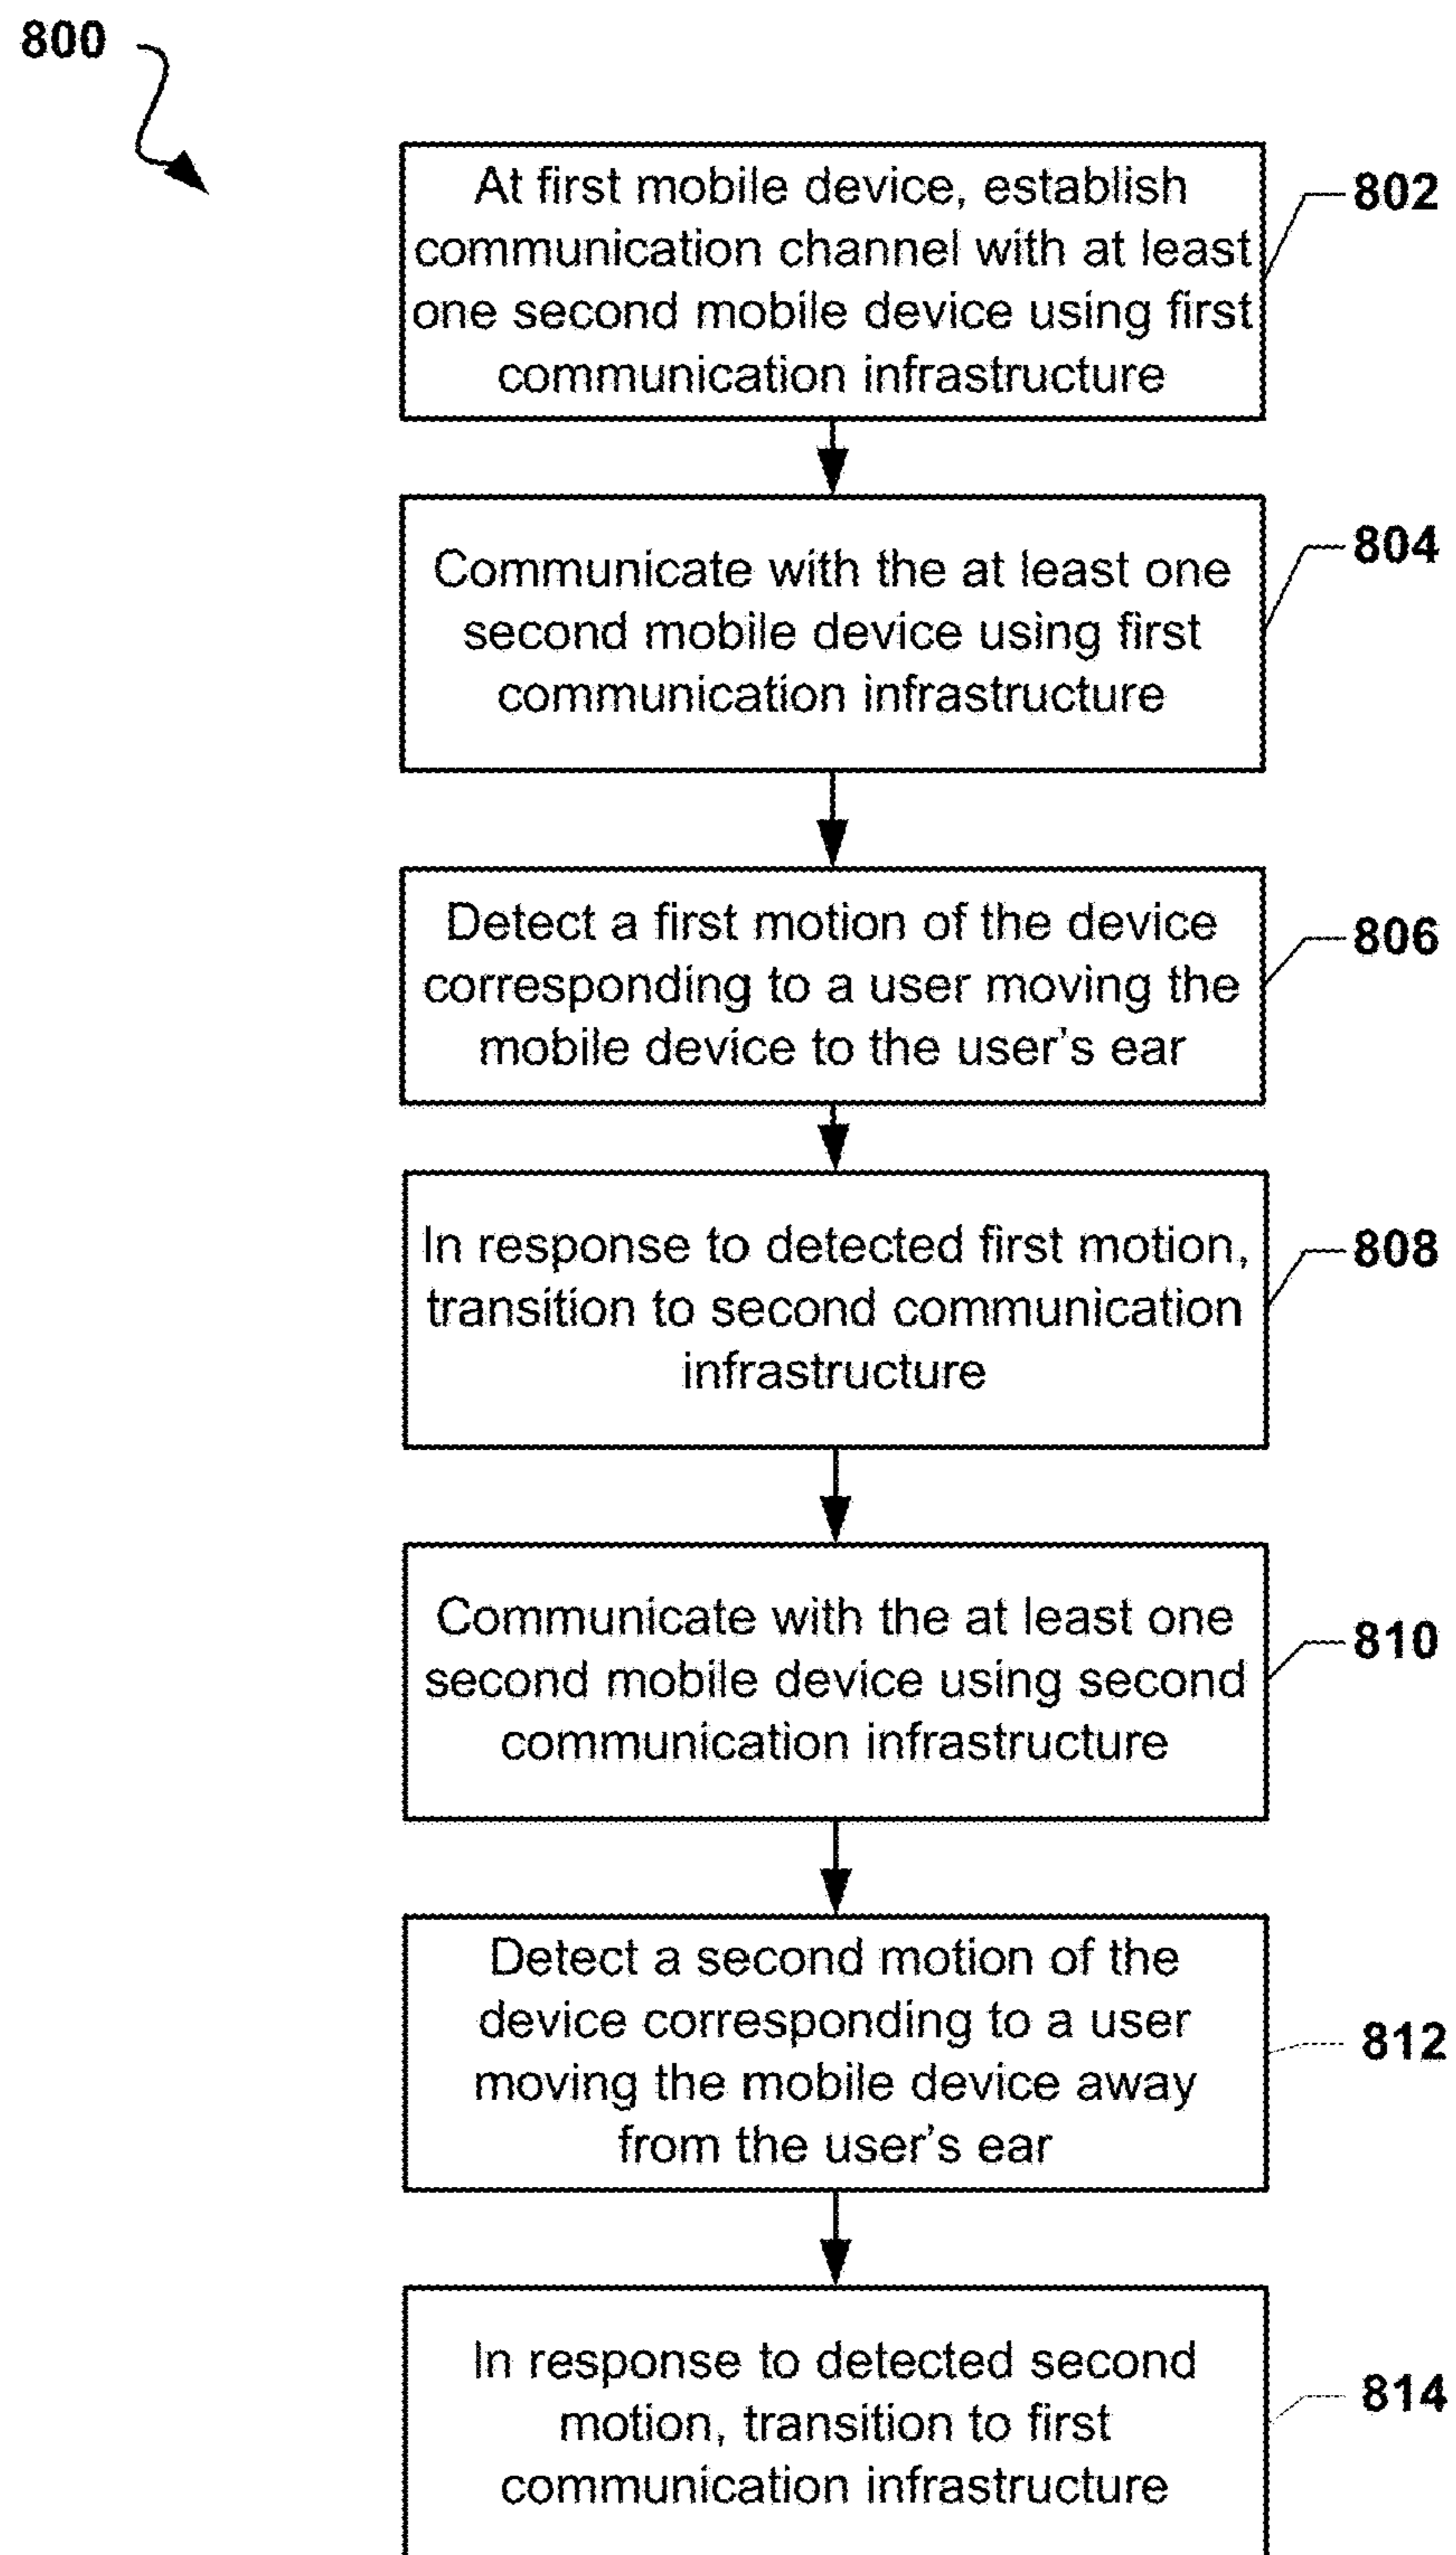 800
At first mobile device, establish
communication channel with at least
one second mobile device using first
communication infrastructure
802
Communicate with the at least one
second mobile device using first
communication infrastructure
804
Detect a first motion of the device
corresponding to a user moving the
mobile device to the user's ear
806
In response to detected first motion,
transition to second communication
infrastructure
808
Communicate with the at least one
second mobile device using second
communication infrastructure
810
Detect a second motion of the
device corresponding to a user
moving the mobile device away
from the user's ear
812
In response to detected second
motion, transition to first
communication infrastructure
814